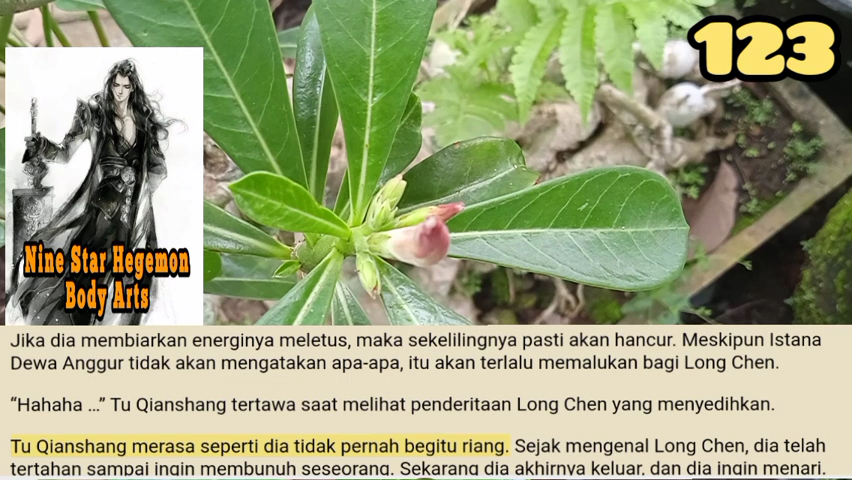 123
Nine Star Hegemon
Body Arts
Jika dia membiarkan energinya meletus, maka sekelilingnya pasti akan hancur. Meskipun Istana
Dewa Anggur tidak akan mengatakan apa-apa, itu akan terlalu memalukan bagi Long Chen.
“Hahaha …” Tu Qianshang tertawa saat melihat penderitaan Long Chen yang menyedihkan.
Tu Qianshang merasa seperti dia tidak pernah begitu riang. Sejak mengenal Long Chen, dia telah
tertahan sampai ingin membunuh seseorang. Sekarang dia akhirnya keluar, dan dia ingin menari.